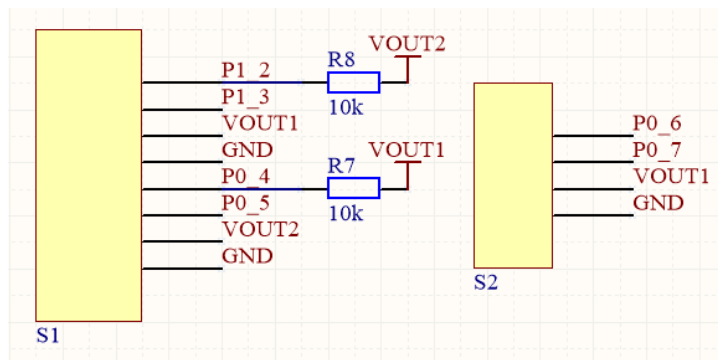 VOUT2
R8
P1_2
10k
P1_3
VOUT1
GND
R7
VOUT1
P0_4
10k
P0_5
VOUT2
GND
S1
P0_6
P0_7
VOUT1
GND
S2